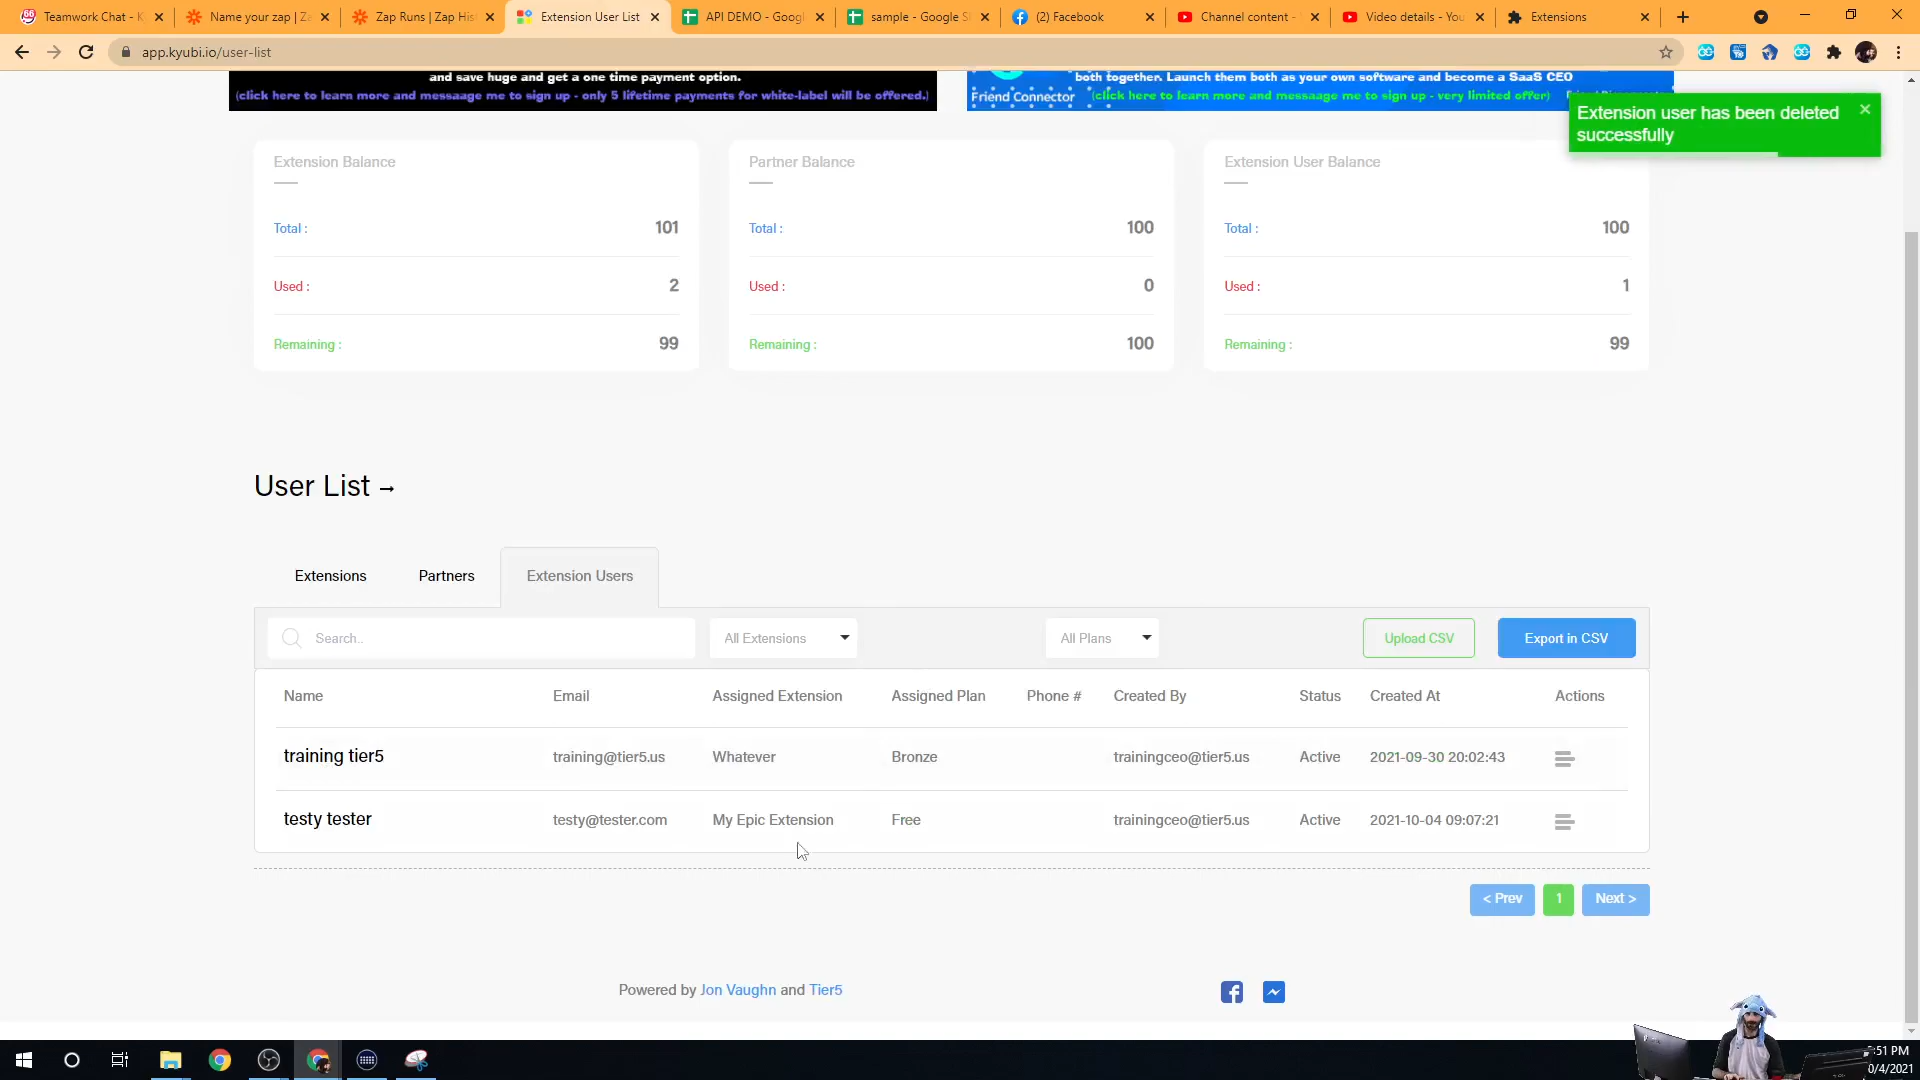 Teamwork Chat - K
Name your zap | Za
Zap Runs | Zap His
Extension User List
API DEMO - Googl
sample - Google S
(2) Facebook
Channel content -
Video details - You
Extensions
app.kyubi.io/user-list
and save huge and get a one time payment option.
(click here to learn more and messaage me to sign up - only 5 lifetime payments for white-label will be offered.)
both together. Launch them both as your own software and become a SaaS CEO
Friend Connector
(click here to learn more and messaage me to sign up - very limited offer)
Extension user has been deleted
successfully
Extension Balance
Partner Balance
Extension User Balance
Total : 101
Total : 100
Total : 100
Used : 2
Used : 0
Used : 1
Remaining : 99
Remaining : 100
Remaining : 99
User List →
Extensions
Partners
Extension Users
Search..
All Extensions
All Plans
Upload CSV
Export in CSV
Name Email Assigned Extension Assigned Plan Phone # Created By Status Created At Actions
training tier5 training@tier5.us Whatever Bronze trainingceo@tier5.us Active 2021-09-30 20:02:43
testy tester testy@tester.com My Epic Extension Free trainingceo@tier5.us Active 2021-10-04 09:07:21
< Prev 1 Next >
Powered by Jon Vaughn and Tier5
:51 PM
0/4/2021